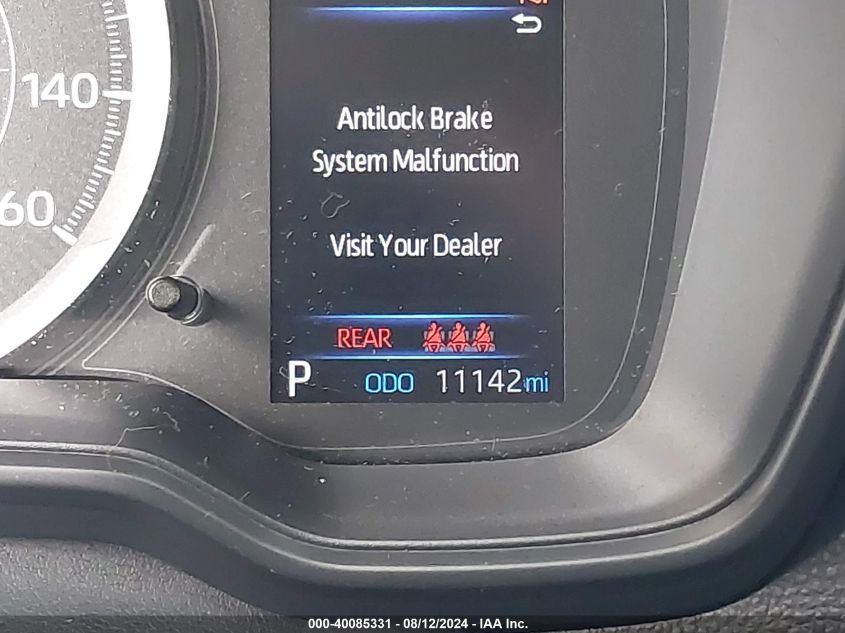 140
60
Antilock Brake
System Malfunction
Visit Your Dealer
REAR
P ODO 11142mi
000-40085331 - 08/12/2024 - IAA Inc.